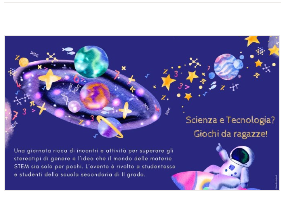 Scienza e Tecnologia?
Giochi da ragazze!
Una giornata ricca di incontri e attività per superare gli
stereotipi di genere e l'idea che il mondo delle materie
STEM sia solo per pochi. L'evento è rivolto a studentesse
e studenti della scuola secondaria di II grado.